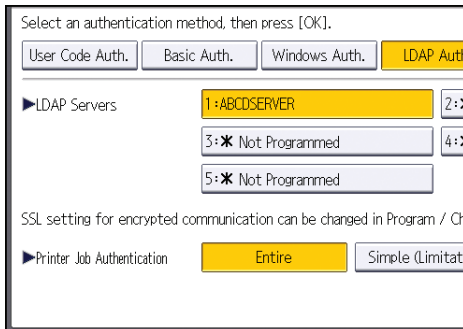 Select an authentication method, then press [OK].
User Code Auth. Basic Auth. Windows Auth. LDAP Auth
►LDAP Servers 1:ABCDSERVER 2:
3:✱ Not Programmed 4:
5:✱ Not Programmed
SSL setting for encrypted communication can be changed in Program / Ch
►Printer Job Authentication Entire Simple (Limitat